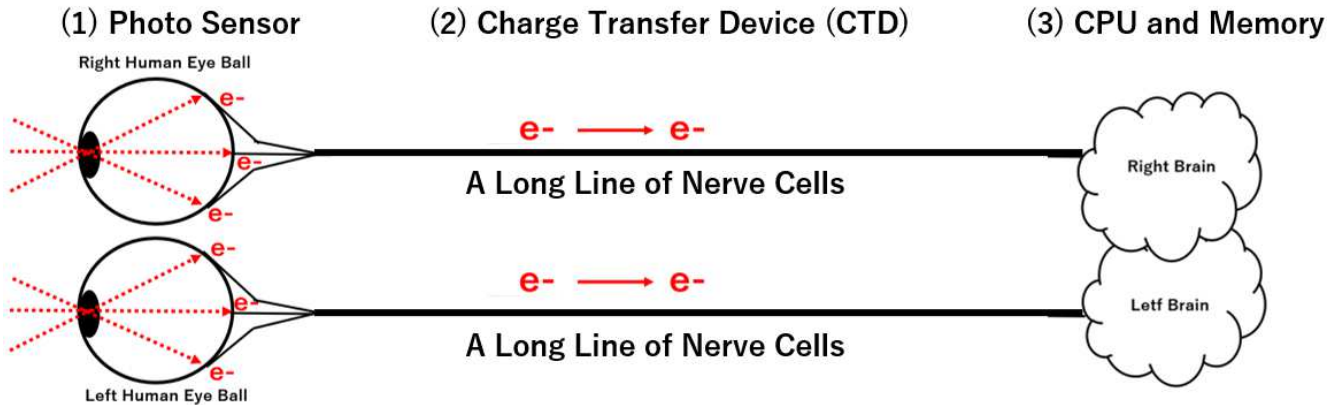 (1) Photo Sensor (2) Charge Transfer Device (CTD) (3) CPU and Memory
Right Human Eye Ball
e-
e-
e-
e- e-
A Long Line of Nerve Cells
Right Brain
e-
e-
e-
e- e-
A Long Line of Nerve Cells
Letf Brain
Left Human Eye Ball